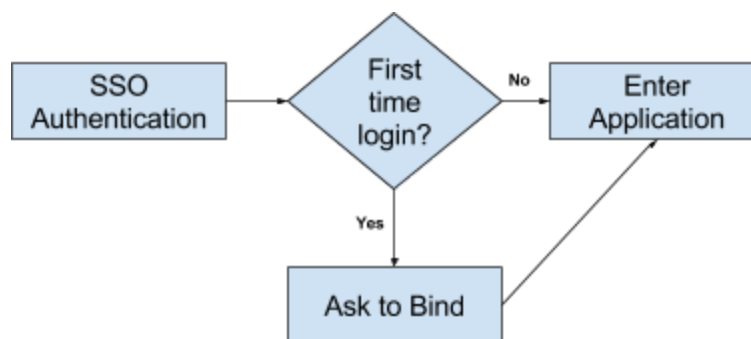 SSO
Authentication
First
time
login?
No
Enter
Application
Yes
Ask to Bind